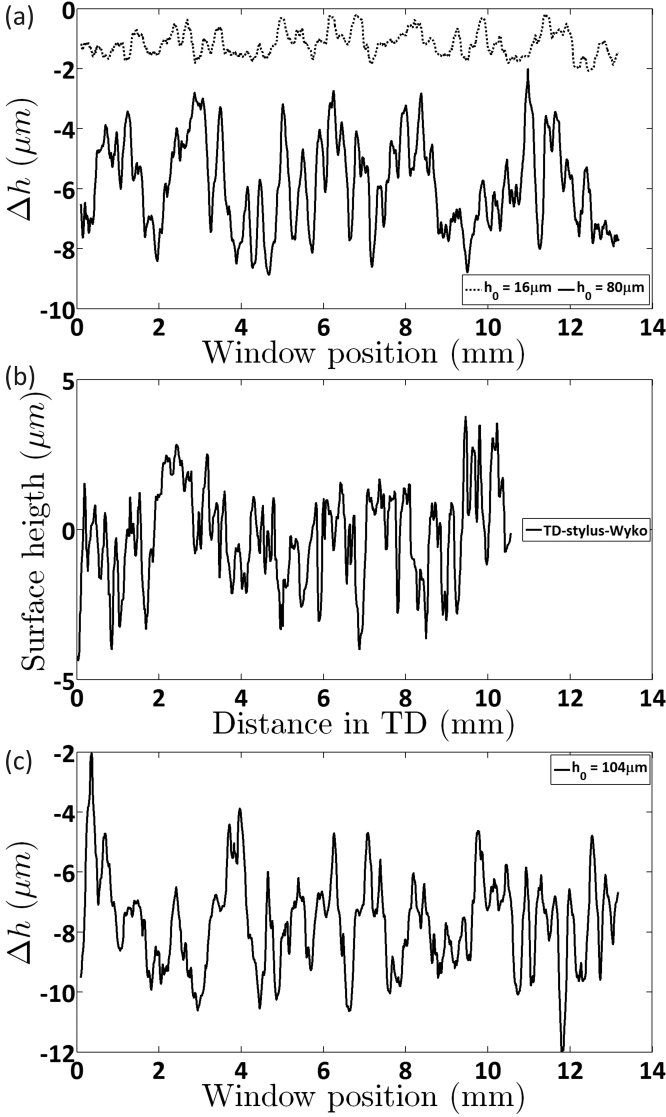 (a)
0
-2
-4
-6
-8
-10
Δh (μm)
h0 = 16μm h0 = 80μm
0 2 4 6 8 10 12 14
Window position (mm)
(b)
5
0
-5
Surface heigth (μm)
TD-stylus-Wyko
0 2 4 6 8 10 12 14
Distance in TD (mm)
(c)
-2
-4
-6
-8
-10
-12
Δh (μm)
h0 = 104μm
0 2 4 6 8 10 12 14
Window position (mm)